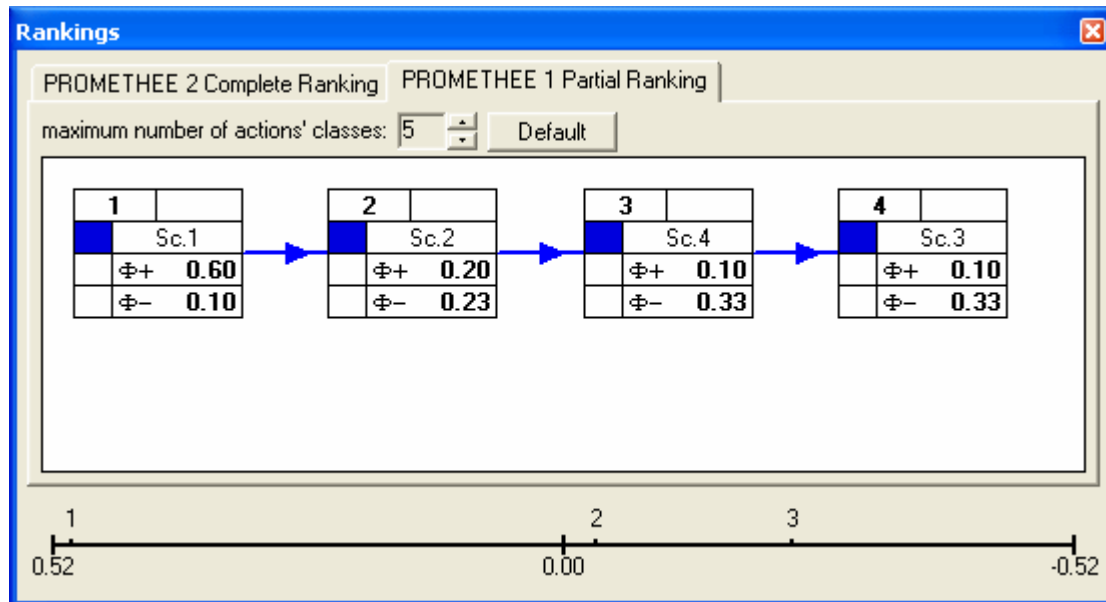 Rankings
PROMETHEE 2 Complete Ranking PROMETHEE 1 Partial Ranking
maximum number of actions' classes: 5 Default
1 2 3 4
Sc.1 Sc.2 Sc.4 Sc.3
Φ+ 0.60 Φ+ 0.20 Φ+ 0.10 Φ+ 0.10
Φ− 0.10 Φ− 0.23 Φ− 0.33 Φ− 0.33
1 2 3
0.52 0.00 -0.52